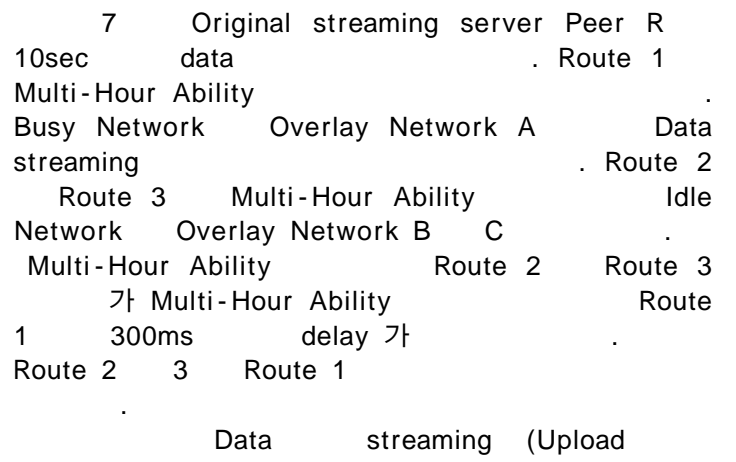 7 Original streaming server Peer R
10sec data . Route 1
Multi-Hour Ability .
Busy Network Overlay Network A Data
streaming . Route 2
Route 3 Multi-Hour Ability Idle
Network Overlay Network B C .
Multi-Hour Ability Route 2 Route 3
가 Multi-Hour Ability Route
1 300ms delay 가 .
Route 2 3 Route 1
.
Data streaming (Upload